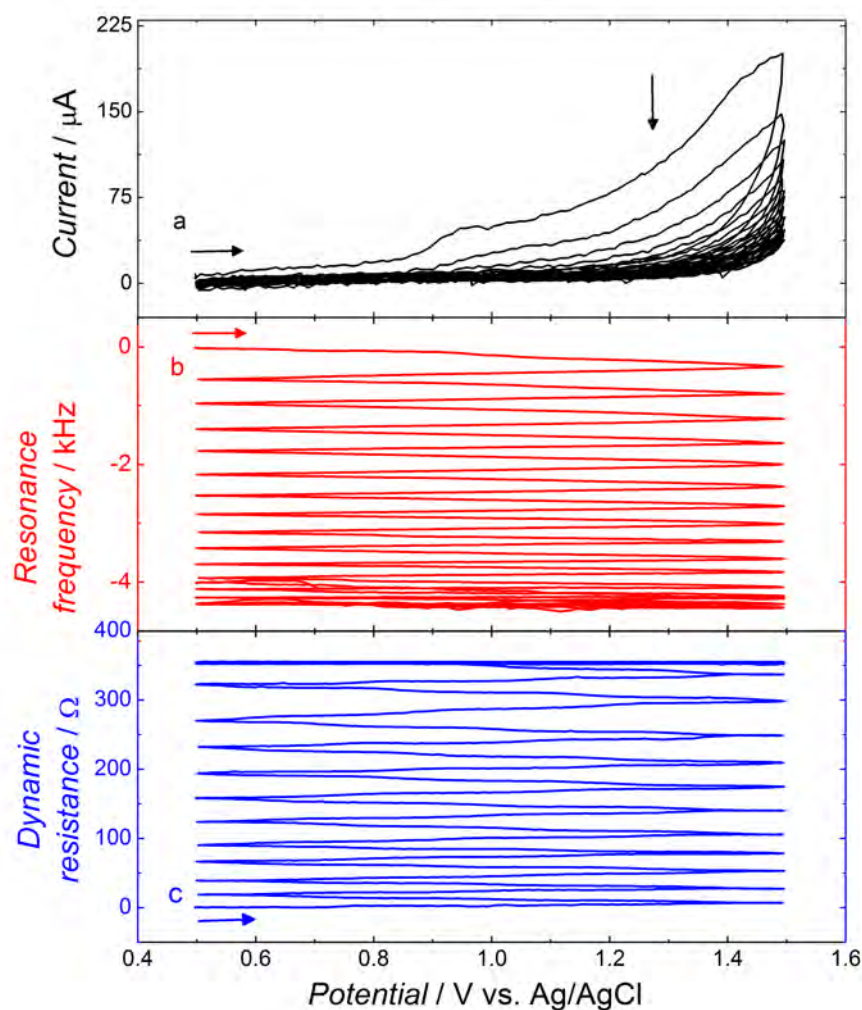 225
150
75
0
Current / μA
a
0
-2
-4
Resonance
frequency / kHz
b
400
300
200
100
0
Dynamic
resistance / Ω
c
0.4 0.6 0.8 1.0 1.2 1.4 1.6
Potential / V vs. Ag/AgCl